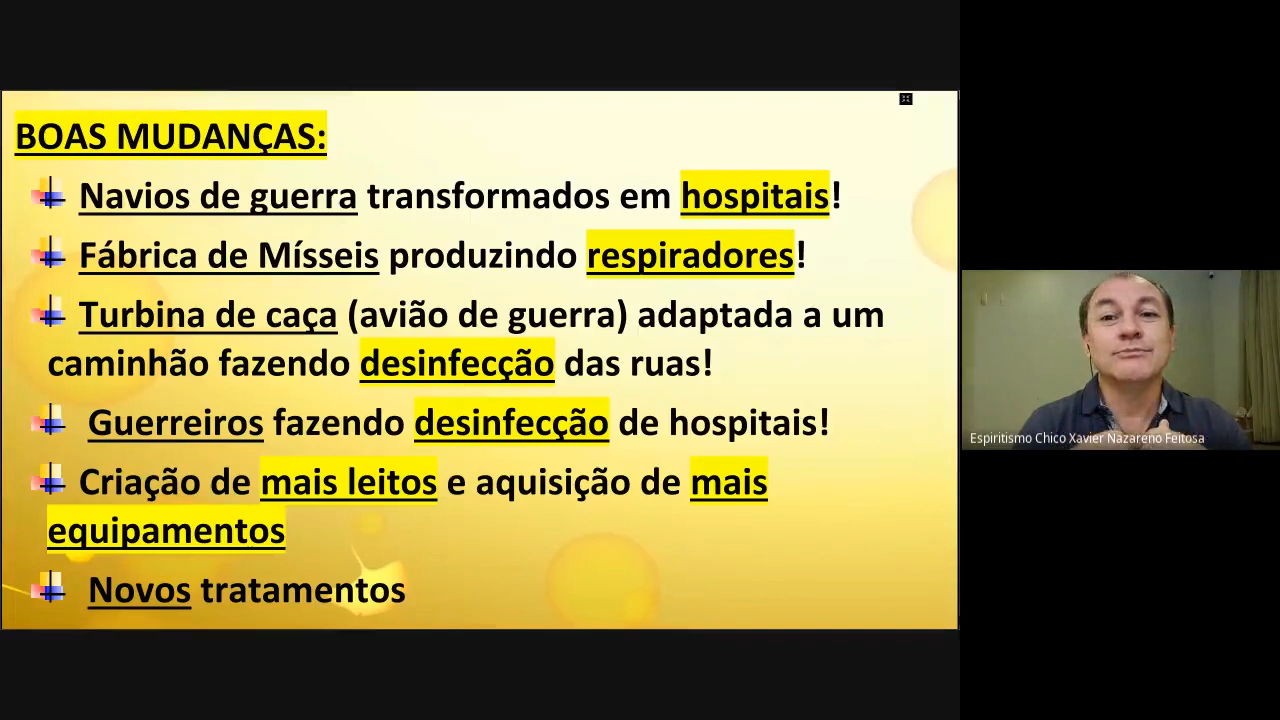 BOAS MUDANÇAS:
Navios de guerra transformados em hospitais!
Fábrica de Mísseis produzindo respiradores!
Turbina de caça (avião de guerra) adaptada a um
caminhão fazendo desinfecção das ruas!
Guerreiros fazendo desinfecção de hospitais!
Criação de mais leitos e aquisição de mais
equipamentos
Novos tratamentos
Espiritismo Chico Xavier Nazareno Feitosa